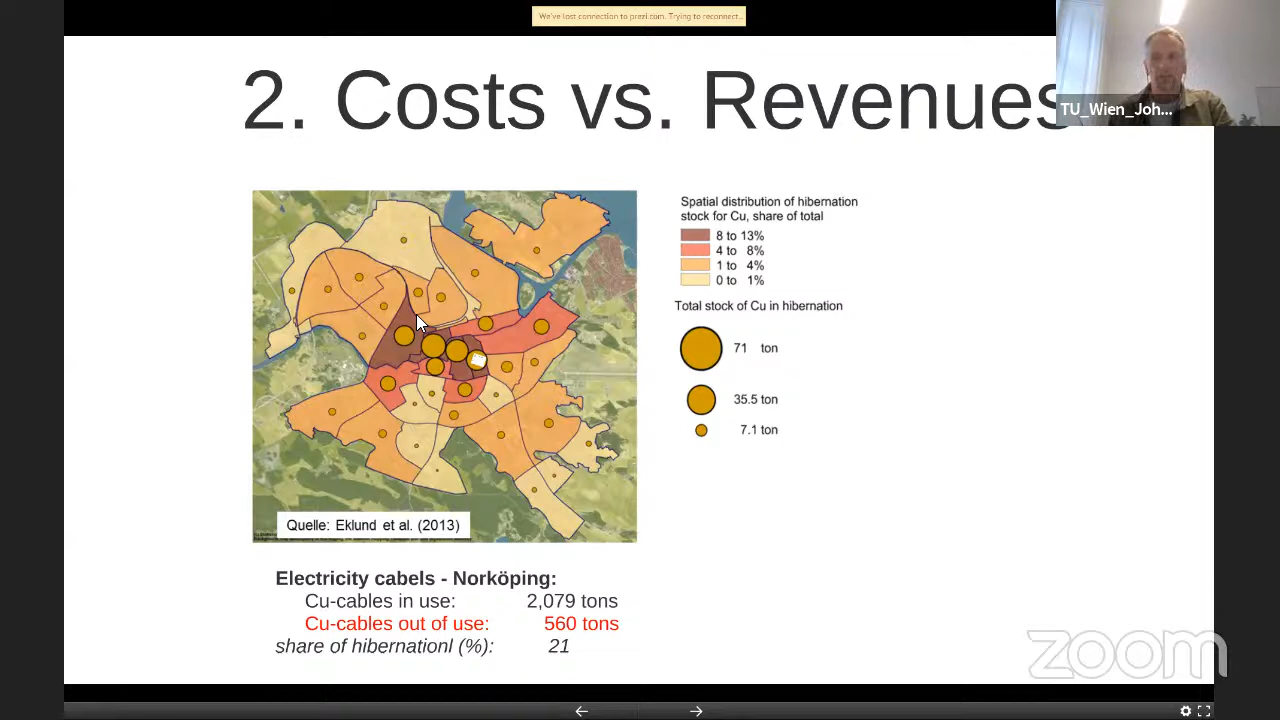 We've lost connection to prezi.com. Trying to reconnect...
2. Costs vs. Revenues
TU_Wien_Joh...
Spatial distribution of hibernation
stock for Cu, share of total
8 to 13%
4 to 8%
1 to 4%
0 to 1%
Total stock of Cu in hibernation
71 ton
35.5 ton
7.1 ton
Quelle: Eklund et al. (2013)
Electricity cabels - Norköping:
Cu-cables in use: 2,079 tons
Cu-cables out of use: 560 tons
share of hibernationl (%): 21
zoom